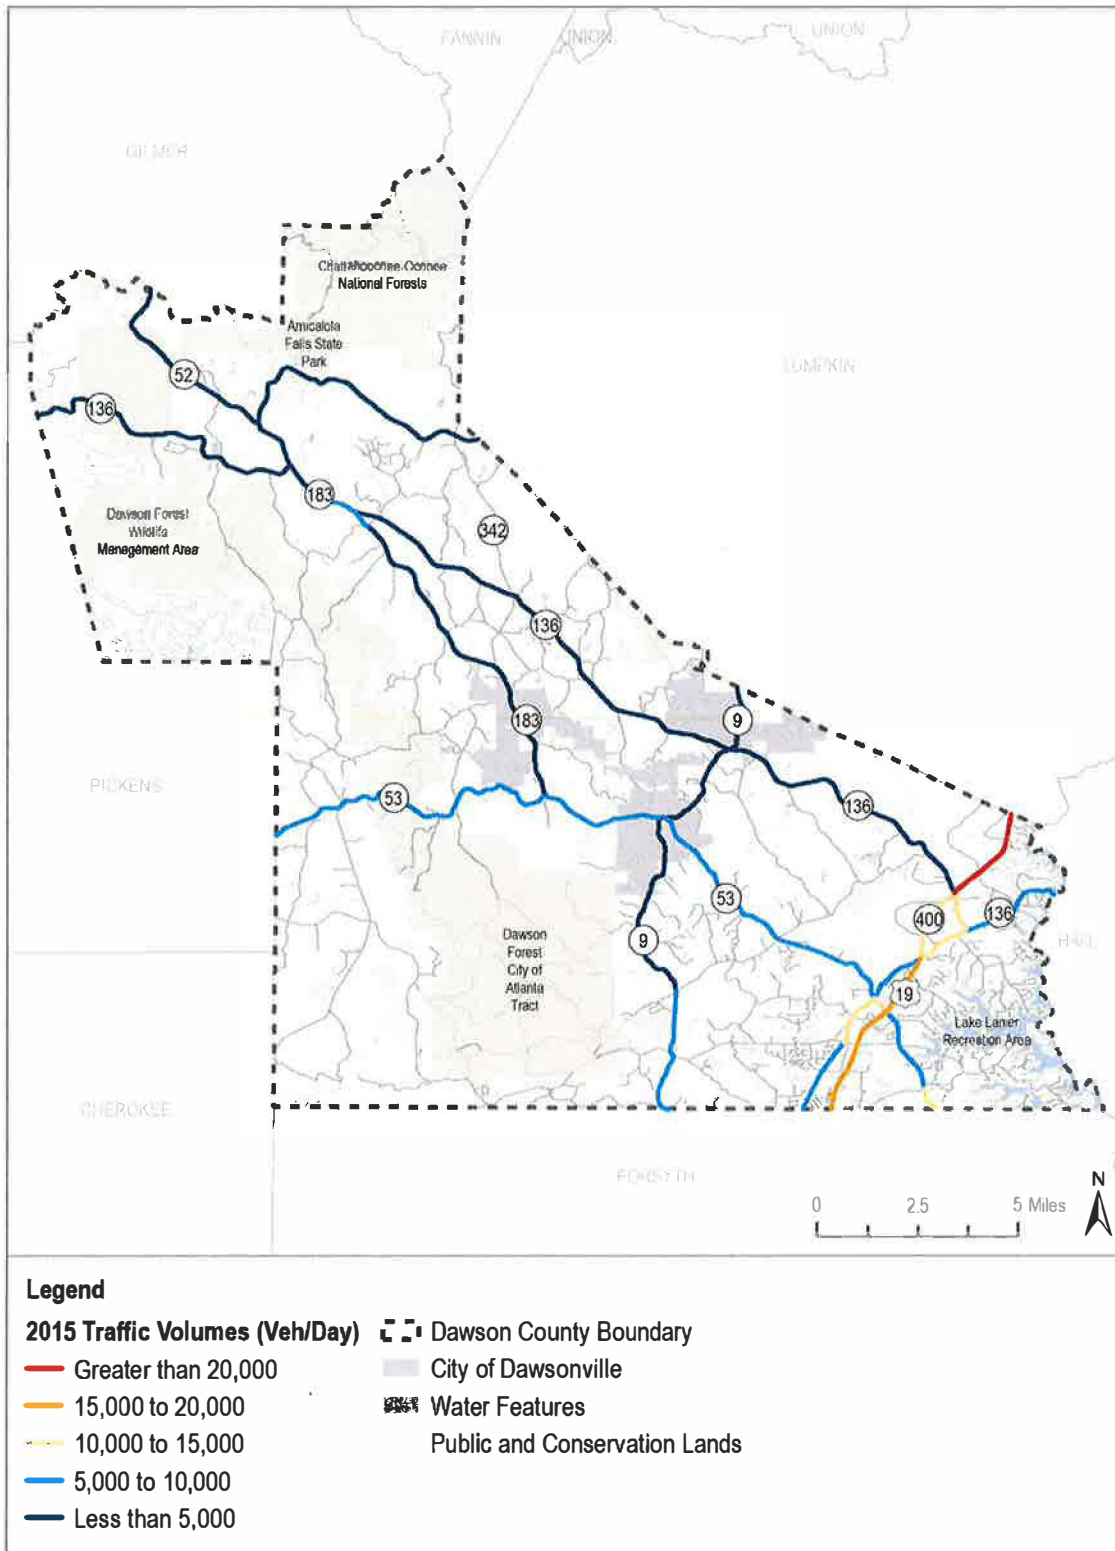 FANNIN
UNION
UNION
GILMER
Chattahoochee-Oconee
National Forests
Amicalola
Falls State
Park
LUMPKIN
52
136
183
Dawson Forest
Wildlife
Management Area
342
136
183
9
PICKENS
53
136
53
400
136
9
HALL
Dawson
Forest
City of
Atlanta
Tract
19
Lake Lanier
Recreation Area
CHEROKEE
FORSYTH
N
0 2.5 5 Miles
Legend
2015 Traffic Volumes (Veh/Day)
Greater than 20,000
15,000 to 20,000
10,000 to 15,000
5,000 to 10,000
Less than 5,000
Dawson County Boundary
City of Dawsonville
Water Features
Public and Conservation Lands